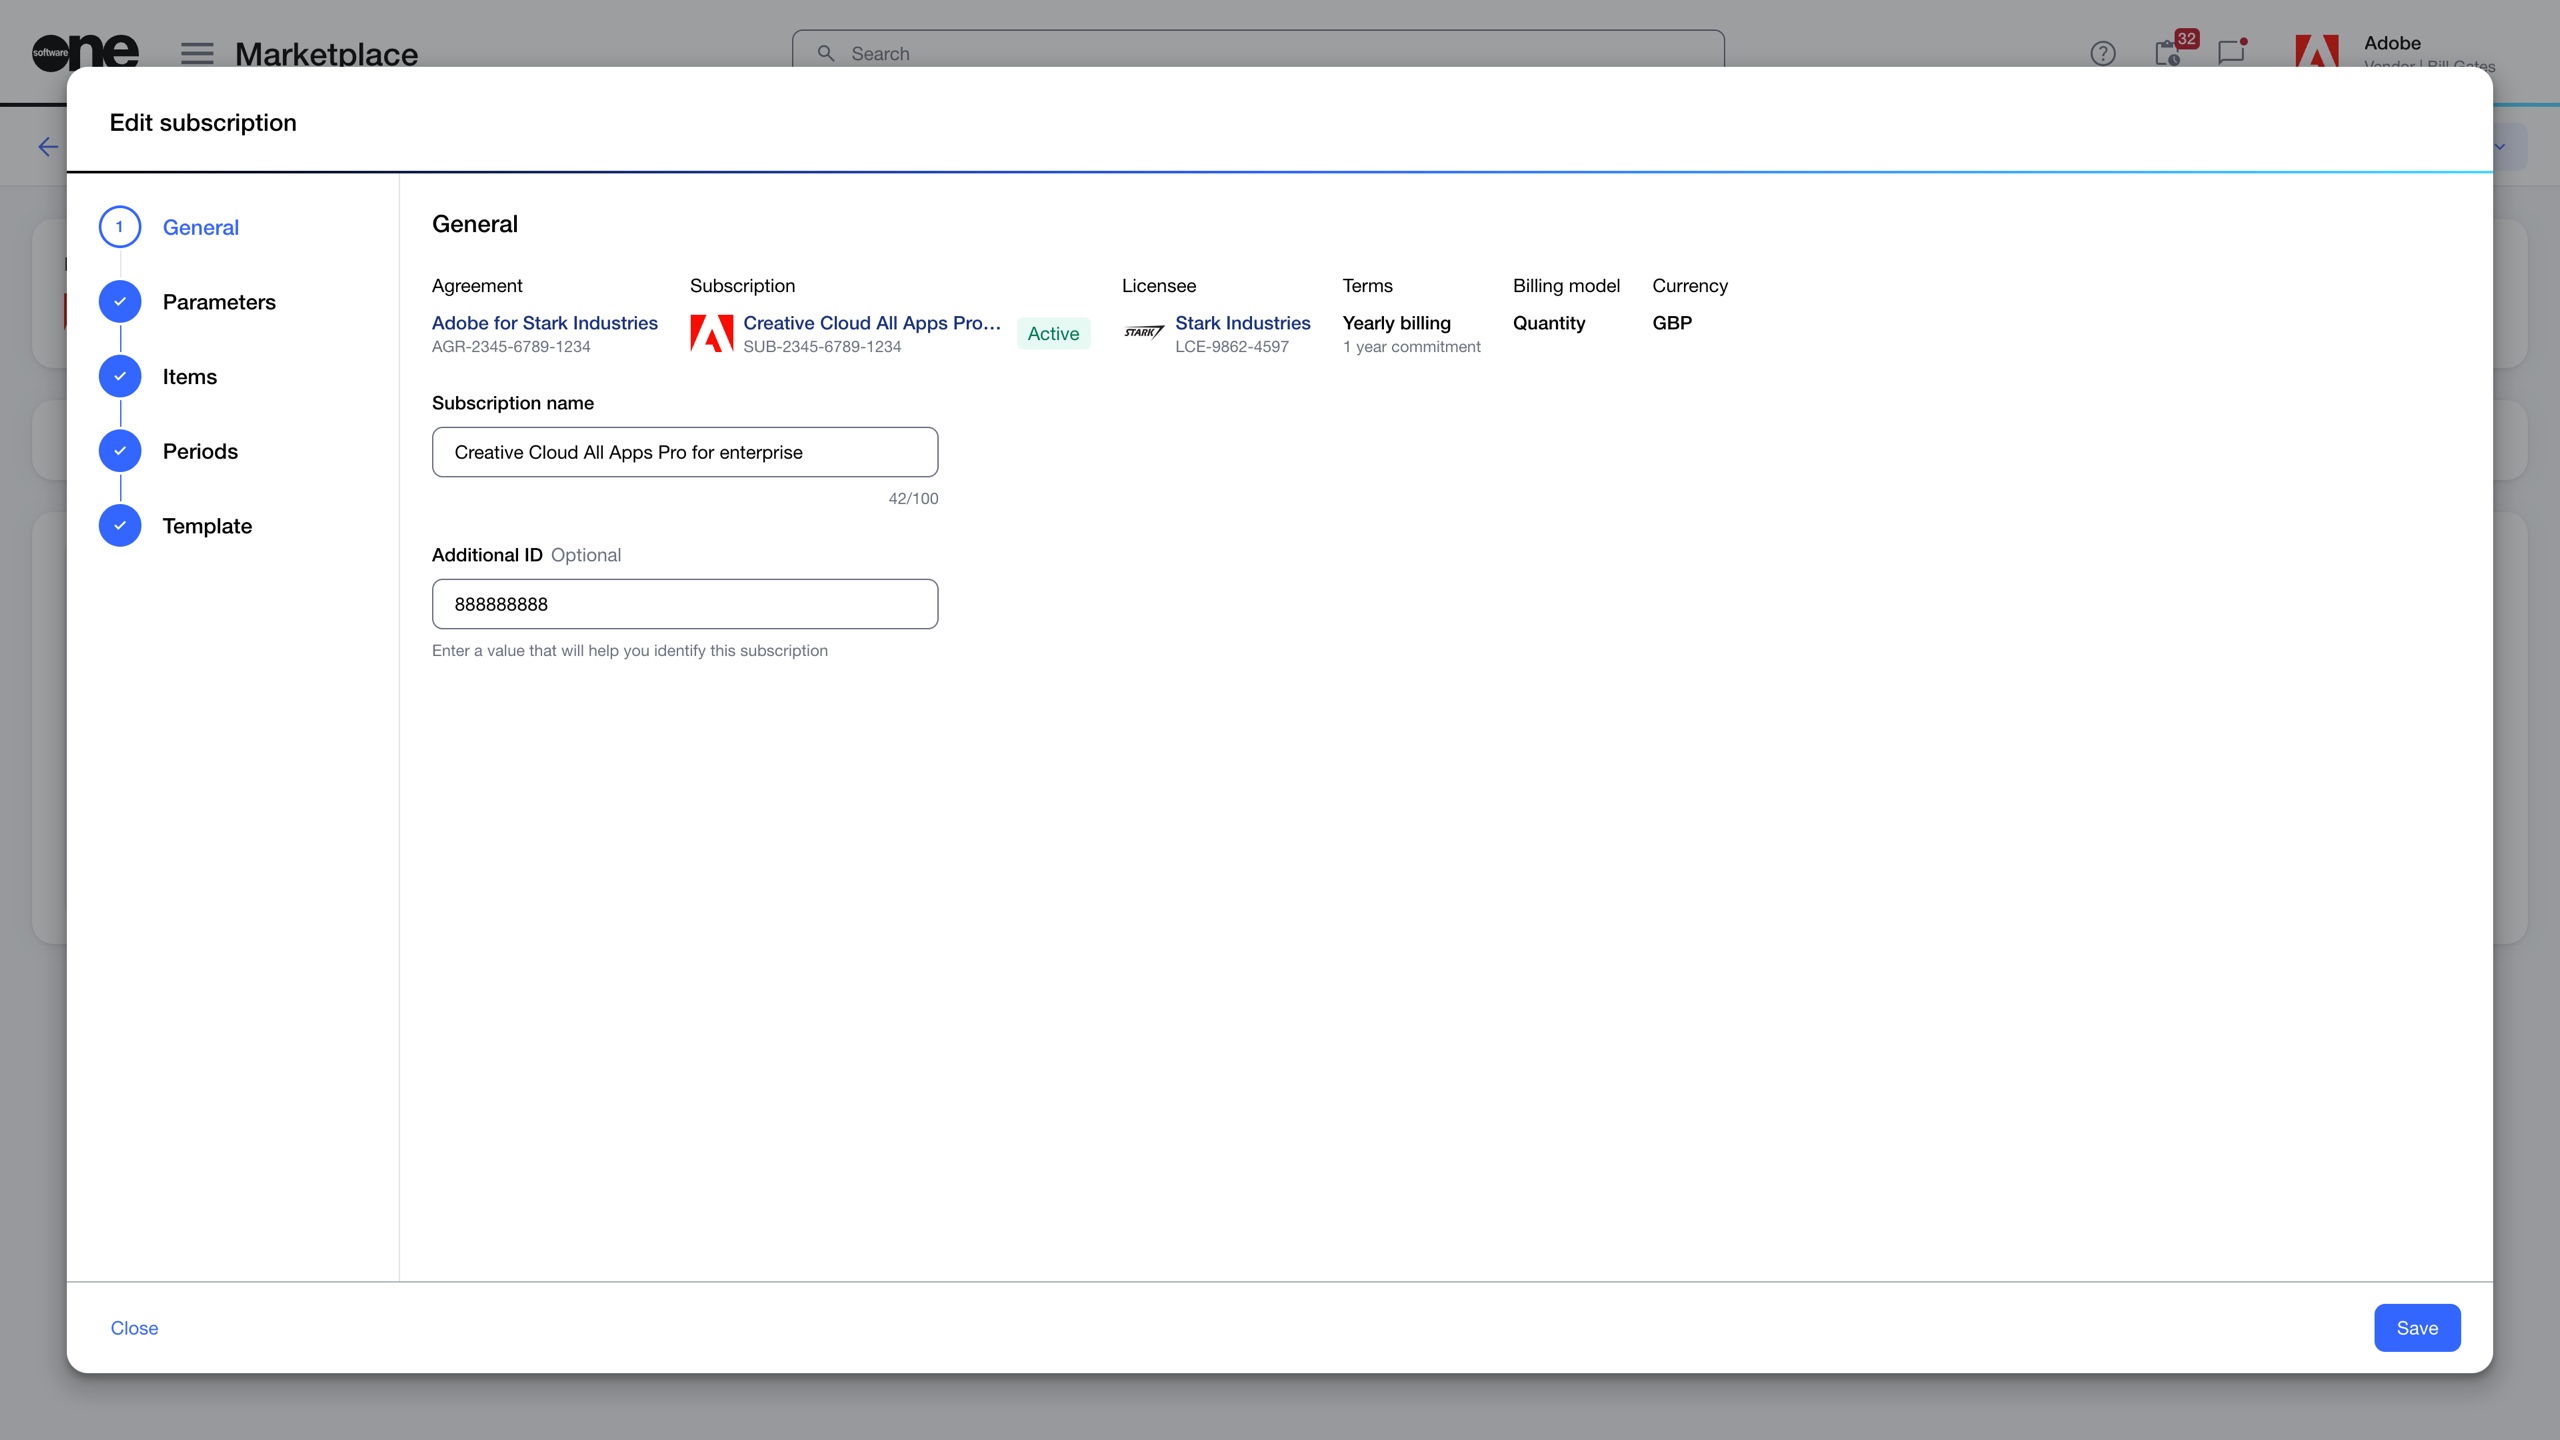 software
one
Marketplace
Search
32
Adobe
Vendor | Bill Gates
Edit subscription
1
General
Parameters
Items
Periods
Template
General
Agreement
Adobe for Stark Industries
AGR-2345-6789-1234
Subscription
Creative Cloud All Apps Pro...
SUB-2345-6789-1234
Active
Licensee
STARK
Stark Industries
LCE-9862-4597
Terms
Yearly billing
1 year commitment
Billing model
Quantity
Currency
GBP
Subscription name
Creative Cloud All Apps Pro for enterprise
42/100
Additional ID Optional
888888888
Enter a value that will help you identify this subscription
Close
Save